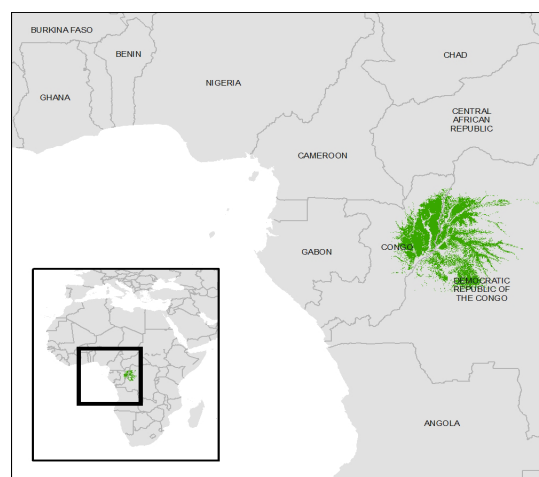 BURKINA FASO
BENIN
CHAD
NIGERIA
GHANA
CENTRAL
AFRICAN
REPUBLIC
CAMEROON
CONGO
GABON
DEMOCRATIC
REPUBLIC OF
THE CONGO
ANGOLA